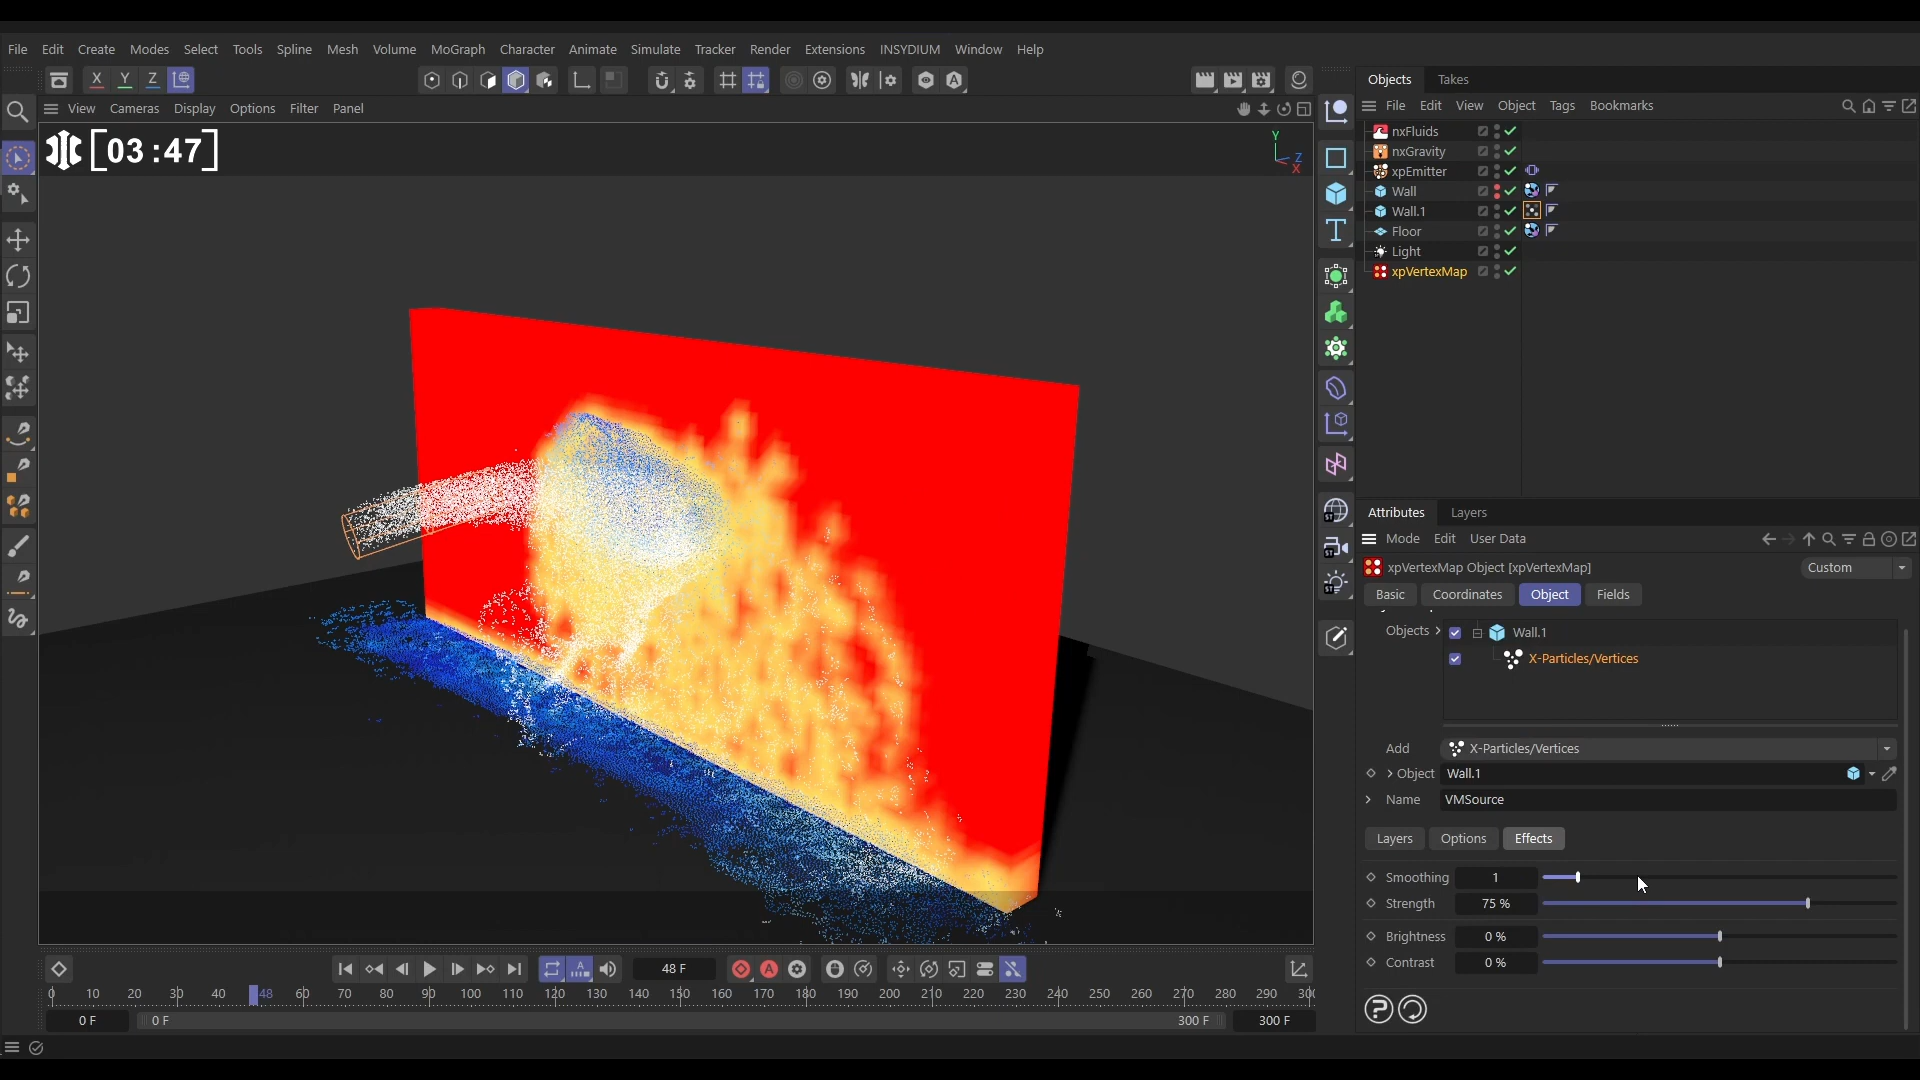 File Edit Create Modes Select Tools Spline Mesh Volume MoGraph Character Animate Simulate Tracker Render Extensions INSYDIUM Window Help
X Y Z
View Cameras Display Options Filter Panel
[03:47]
Y
Z
X
Objects Takes
File Edit View Object Tags Bookmarks
nxFluids
nxGravity
xpEmitter
Wall
Wall.1
Floor
Light
xpVertexMap
Attributes Layers
Mode Edit User Data
xpVertexMap Object [xpVertexMap] Custom
Basic Coordinates Object Fields
Objects Wall.1
X-Particles/Vertices
Add X-Particles/Vertices
Object Wall.1
Name VMSource
Layers Options Effects
Smoothing 1
Strength 75 %
Brightness 0 %
Contrast 0 %
48 F
0 10 20 30 40 48 60 70 80 90 100 110 120 130 140 150 160 170 180 190 200 210 220 230 240 250 260 270 280 290 300
0 F 0 F 300 F 300 F